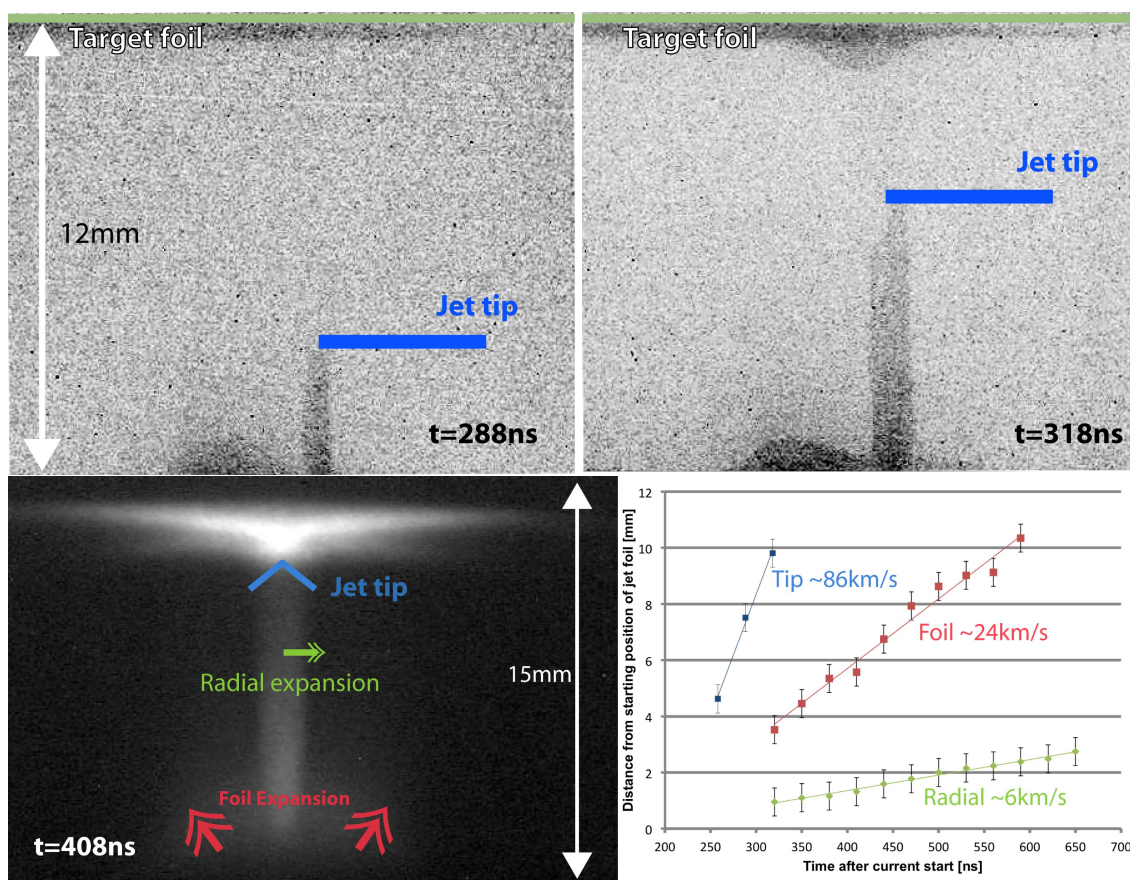 Target foil
12mm
Jet tip
t=288ns
Target foil
Jet tip
t=318ns
Jet tip
Radial expansion
15mm
Foil Expansion
t=408ns
Distance from starting position of jet foil [mm]
12
10
8
6
4
2
0
Tip ~86km/s
Foil ~24km/s
Radial ~6km/s
200 250 300 350 400 450 500 550 600 650 700
Time after current start [ns]